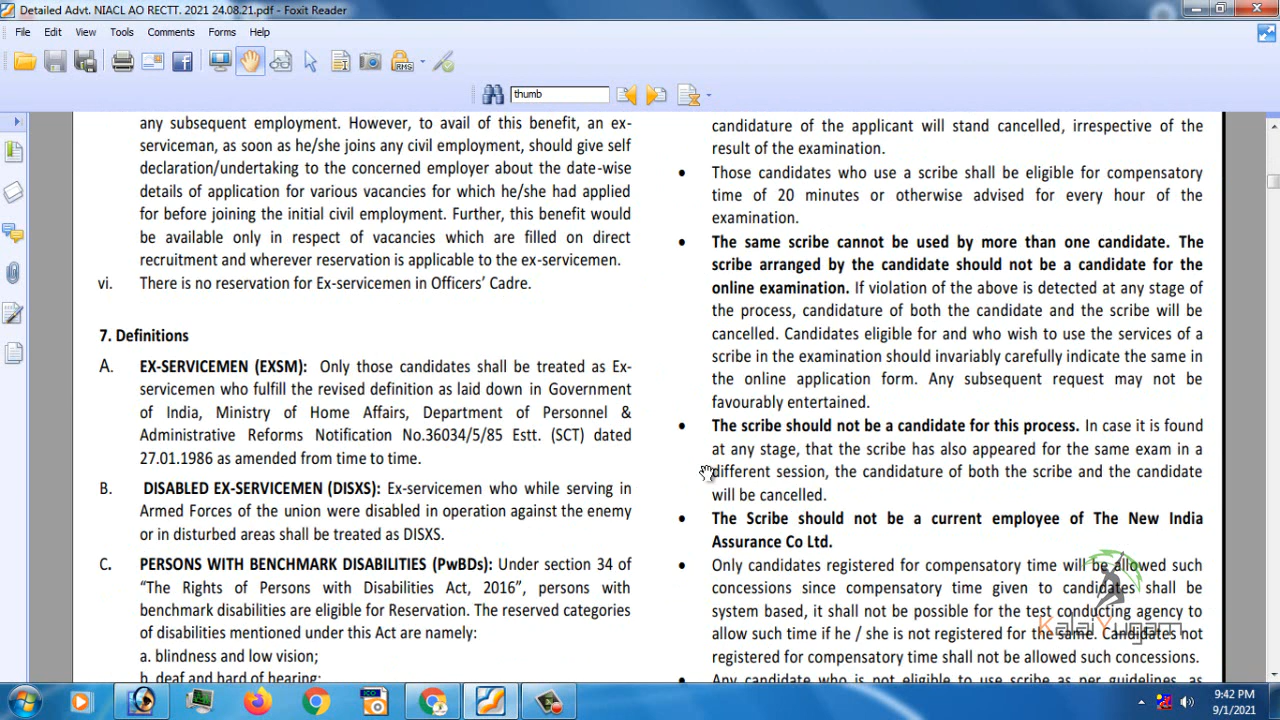 Detailed Advt. NIACL AO RECTT. 2021 24.08.21.pdf - Foxit Reader
File Edit View Tools Comments Forms Help
RMS
thumb
any subsequent employment. However, to avail of this benefit, an ex-
serviceman, as soon as he/she joins any civil employment, should give self
declaration/undertaking to the concerned employer about the date-wise
details of application for various vacancies for which he/she had applied
for before joining the initial civil employment. Further, this benefit would
be available only in respect of vacancies which are filled on direct
recruitment and wherever reservation is applicable to the ex-servicemen.
vi. There is no reservation for Ex-servicemen in Officers' Cadre.
7. Definitions
A. EX-SERVICEMEN (EXSM): Only those candidates shall be treated as Ex-
servicemen who fulfill the revised definition as laid down in Government
of India, Ministry of Home Affairs, Department of Personnel &
Administrative Reforms Notification No.36034/5/85 Estt. (SCT) dated
27.01.1986 as amended from time to time.
B. DISABLED EX-SERVICEMEN (DISXS): Ex-servicemen who while serving in
Armed Forces of the union were disabled in operation against the enemy
or in disturbed areas shall be treated as DISXS.
C. PERSONS WITH BENCHMARK DISABILITIES (PwBDs): Under section 34 of
“The Rights of Persons with Disabilities Act, 2016”, persons with
benchmark disabilities are eligible for Reservation. The reserved categories
of disabilities mentioned under this Act are namely:
a. blindness and low vision;
b. deaf and hard of hearing;
candidature of the applicant will stand cancelled, irrespective of the
result of the examination.
• Those candidates who use a scribe shall be eligible for compensatory
time of 20 minutes or otherwise advised for every hour of the
examination.
• The same scribe cannot be used by more than one candidate. The
scribe arranged by the candidate should not be a candidate for the
online examination. If violation of the above is detected at any stage of
the process, candidature of both the candidate and the scribe will be
cancelled. Candidates eligible for and who wish to use the services of a
scribe in the examination should invariably carefully indicate the same in
the online application form. Any subsequent request may not be
favourably entertained.
• The scribe should not be a candidate for this process. In case it is found
at any stage, that the scribe has also appeared for the same exam in a
different session, the candidature of both the scribe and the candidate
will be cancelled.
• The Scribe should not be a current employee of The New India
Assurance Co Ltd.
• Only candidates registered for compensatory time will be allowed such
concessions since compensatory time given to candidates shall be
system based, it shall not be possible for the test conducting agency to
allow such time if he / she is not registered for the same. Candidates not
registered for compensatory time shall not be allowed such concessions.
• Any candidate who is not eligible to use scribe as per guidelines, as
Kalai Yugam
9:42 PM
9/1/2021